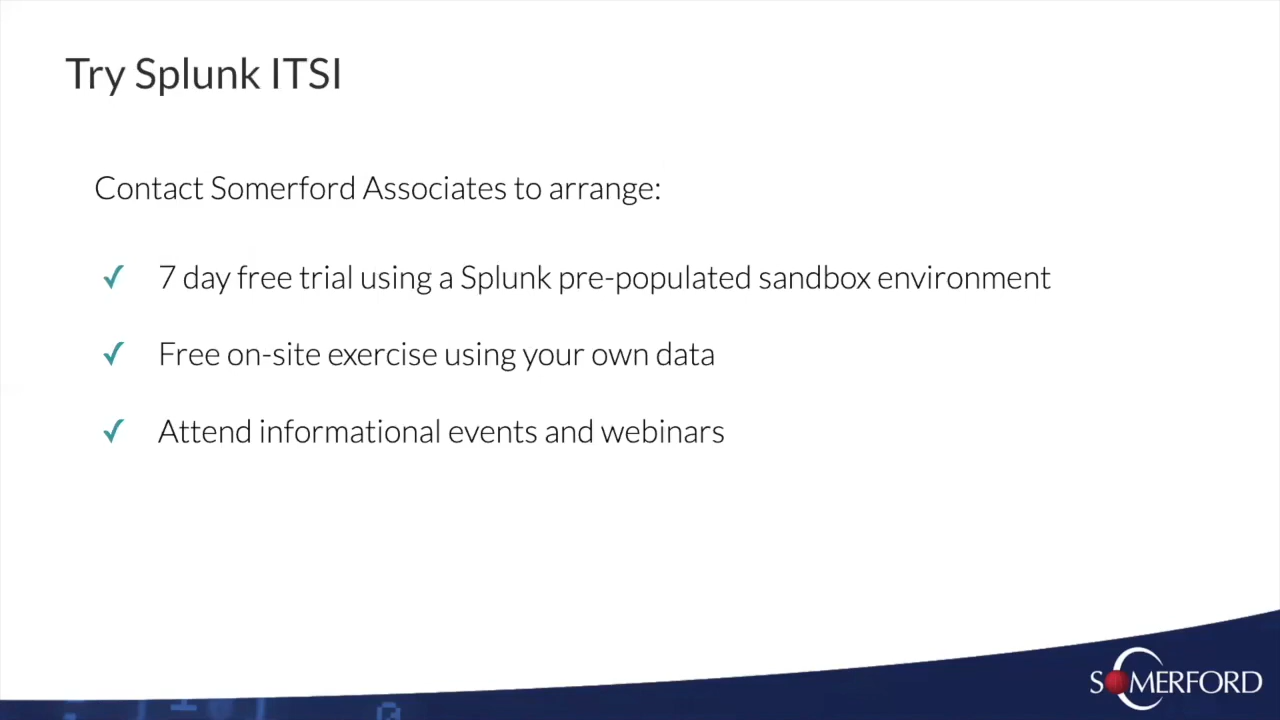 Try Splunk ITSI
Contact Somerford Associates to arrange:
✓ 7 day free trial using a Splunk pre-populated sandbox environment
✓ Free on-site exercise using your own data
✓ Attend informational events and webinars
SOMERFORD